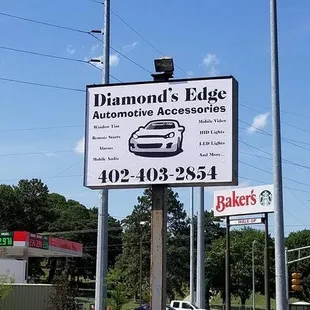 Diamond's Edge
Automotive Accessories
Window Tint
Remote Starts
Alarms
Mobile Audio
Mobile Video
HID Lights
LED Lights
And More
402-403-2854
Baker's